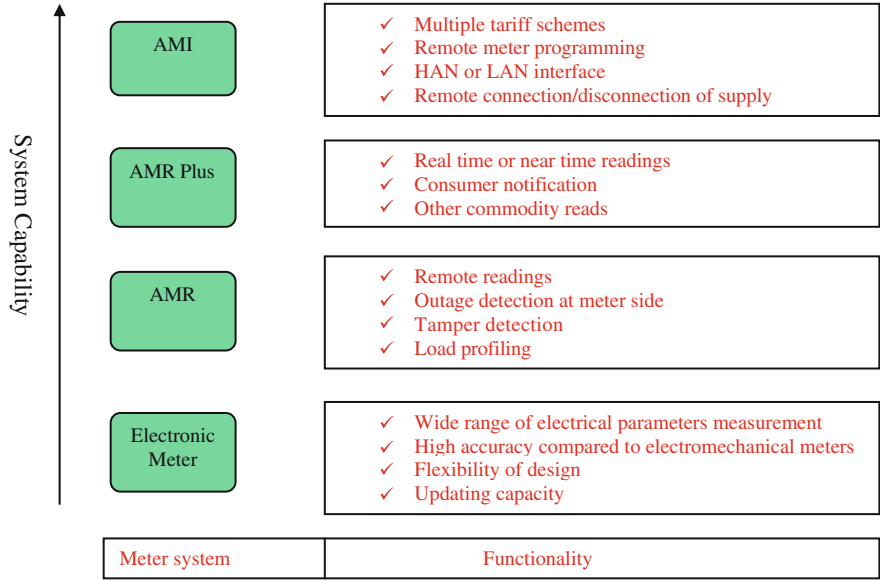 System Capability
AMI
Multiple tariff schemes
Remote meter programming
HAN or LAN interface
Remote connection/disconnection of supply
AMR Plus
Real time or near time readings
Consumer notification
Other commodity reads
AMR
Remote readings
Outage detection at meter side
Tamper detection
Load profiling
Electronic
Meter
Wide range of electrical parameters measurement
High accuracy compared to electromechanical meters
Flexibility of design
Updating capacity
Meter system
Functionality